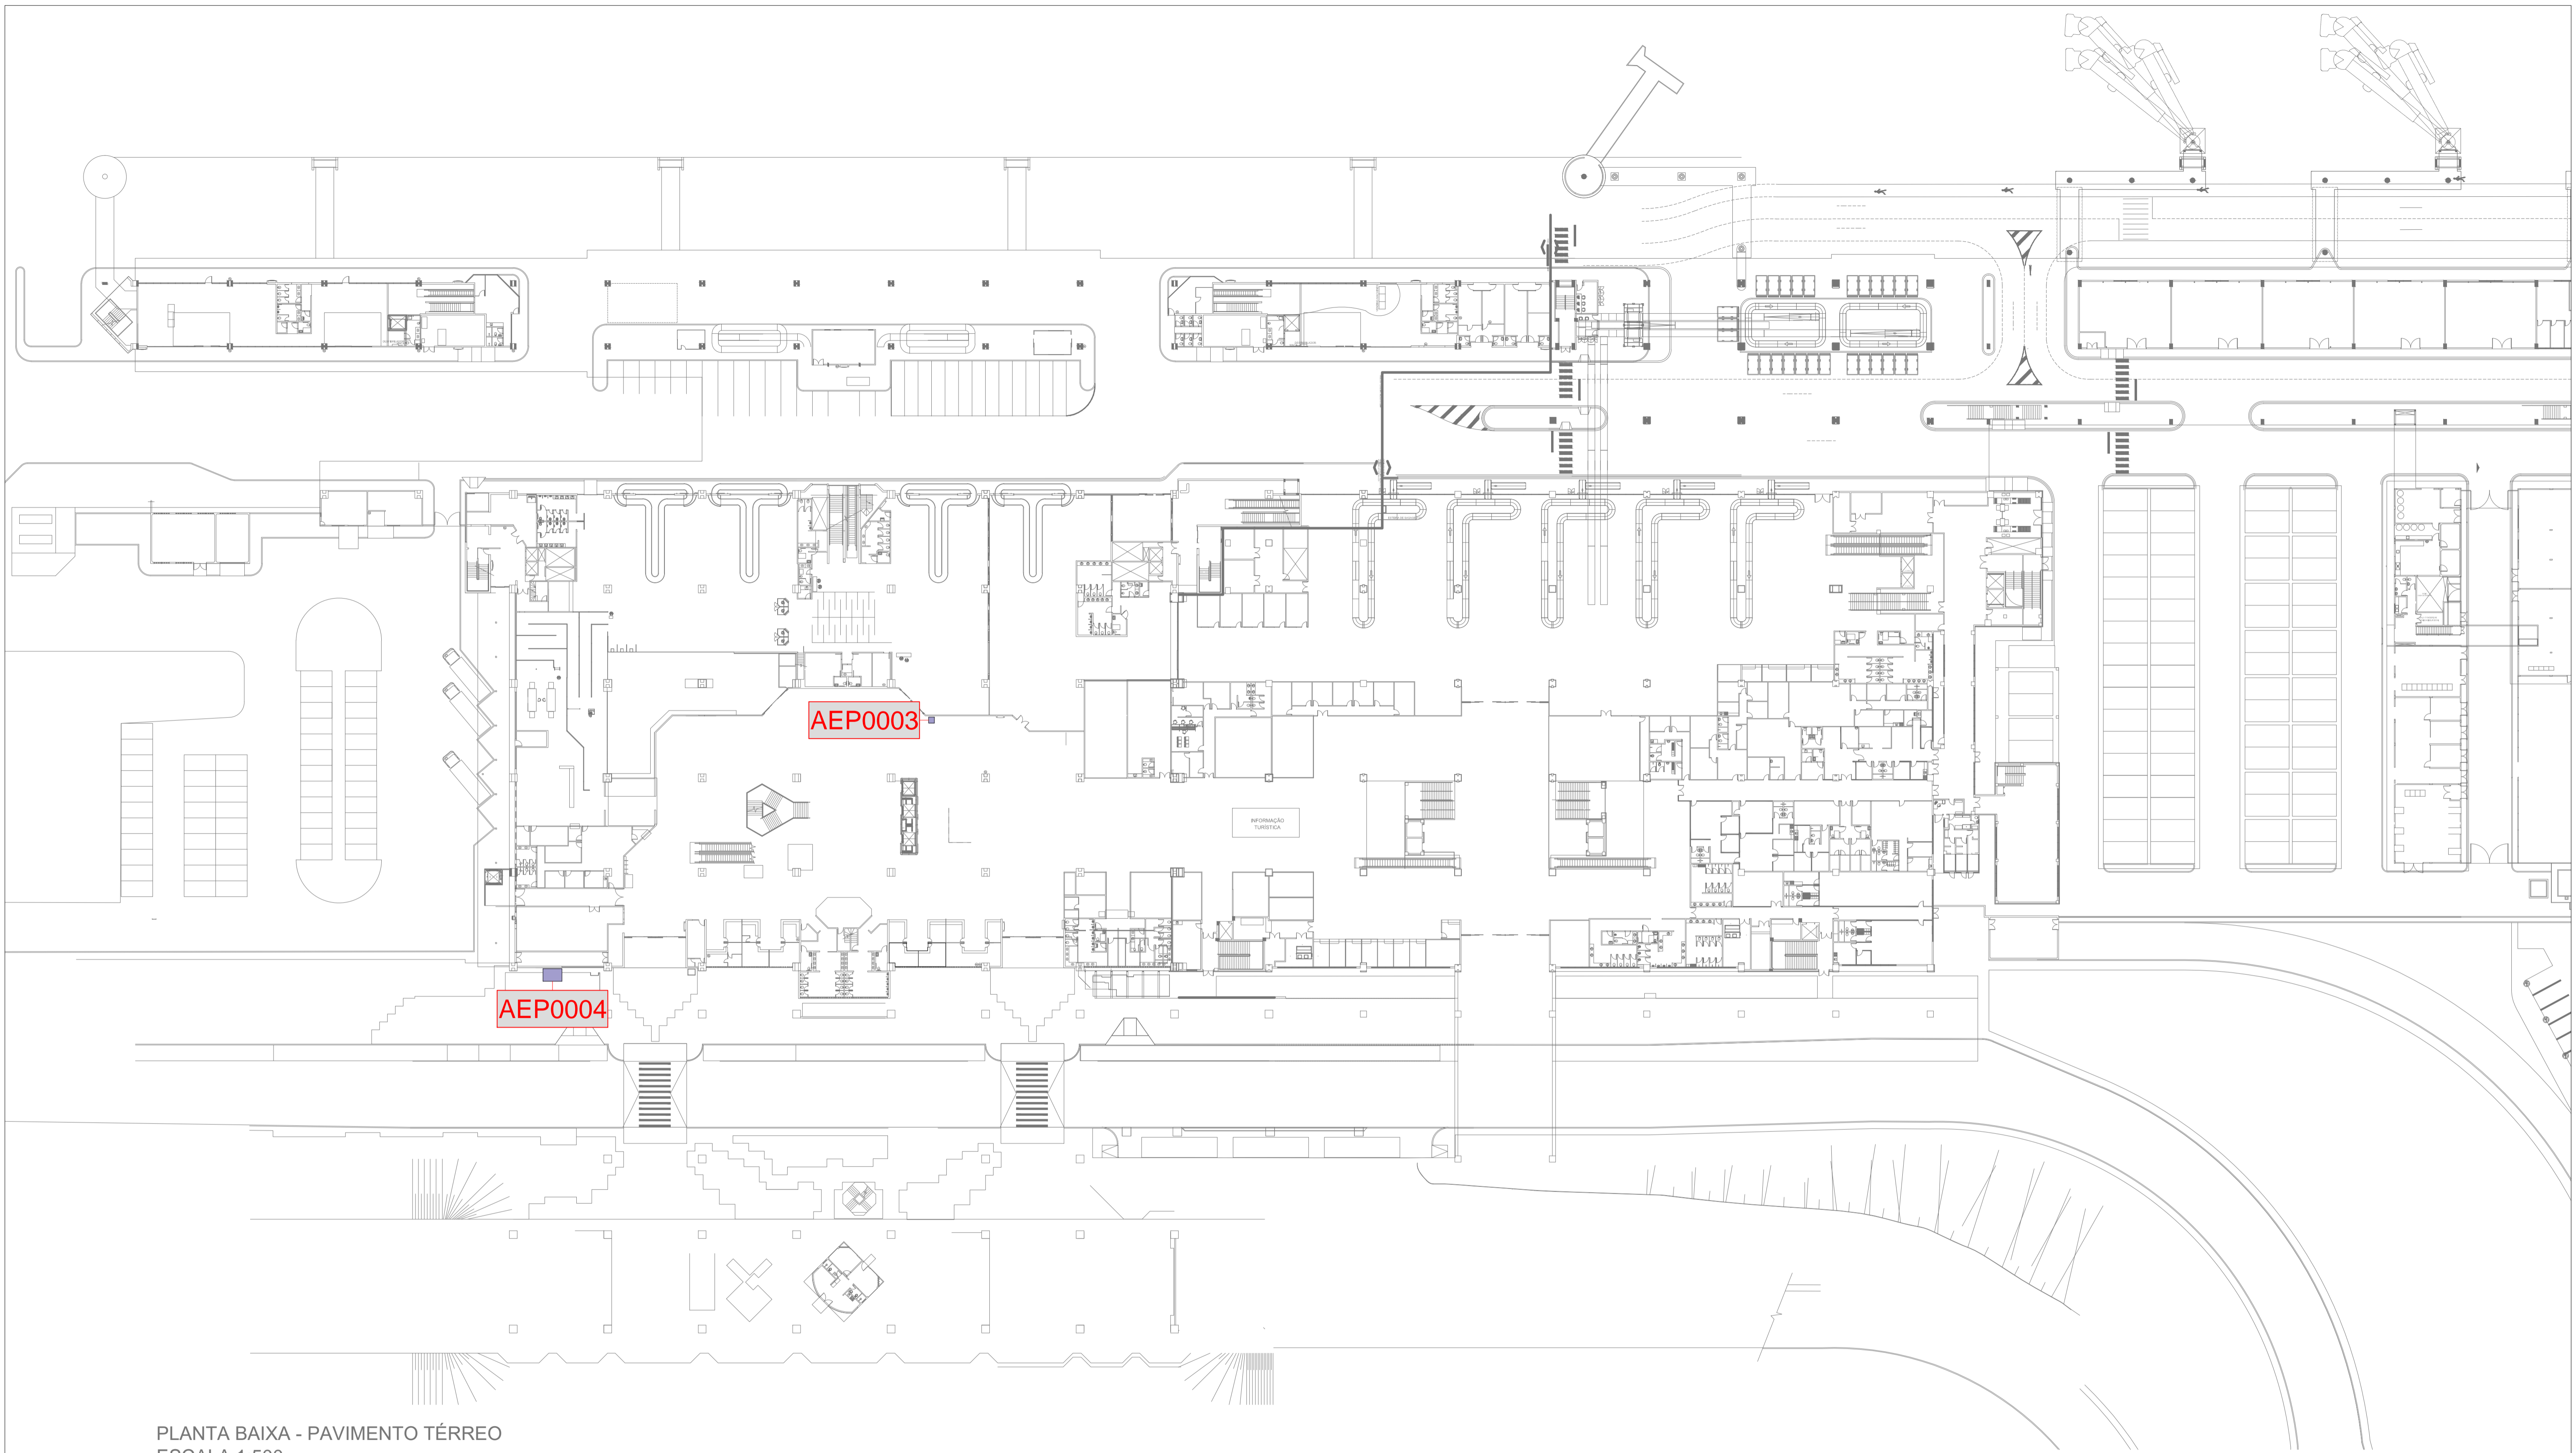 AEP0003
INFORMAÇÃO
TURÍSTICA
AEP0004
PLANTA BAIXA - PAVIMENTO TÉRREO